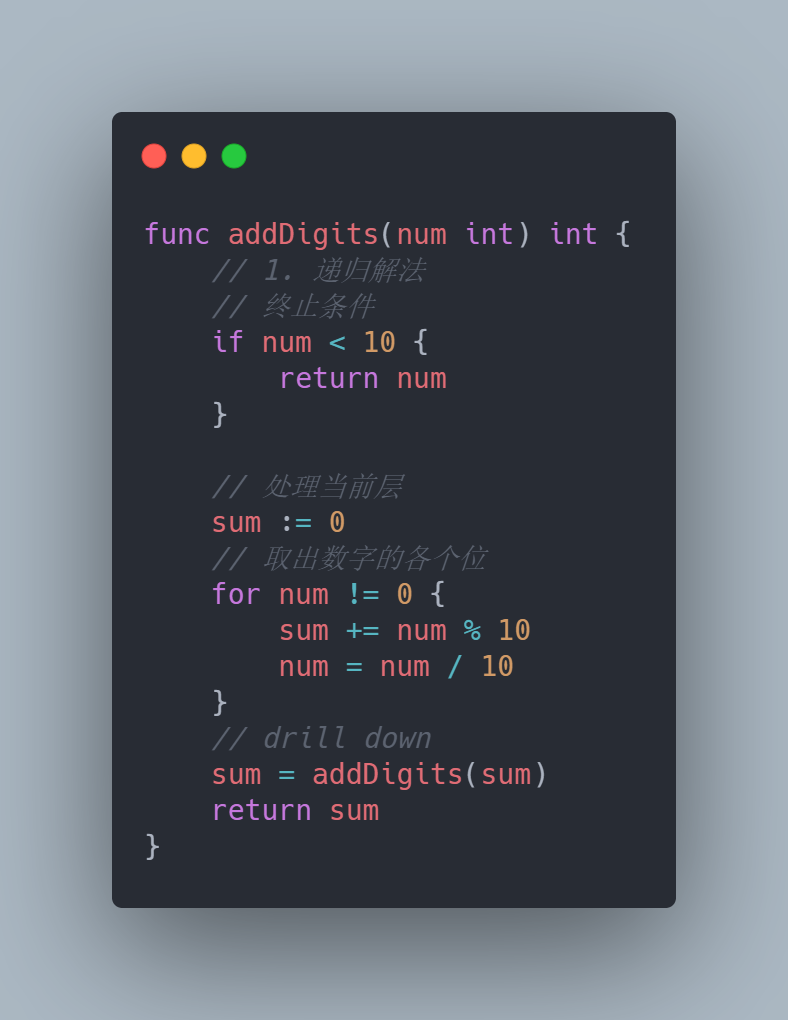 func addDigits(num int) int {
    // 1. 递归解法
    // 终止条件
    if num < 10 {
        return num
    }

    // 处理当前层
    sum := 0
    // 取出数字的各个位
    for num != 0 {
        sum += num % 10
        num = num / 10
    }
    // drill down
    sum = addDigits(sum)
    return sum
}